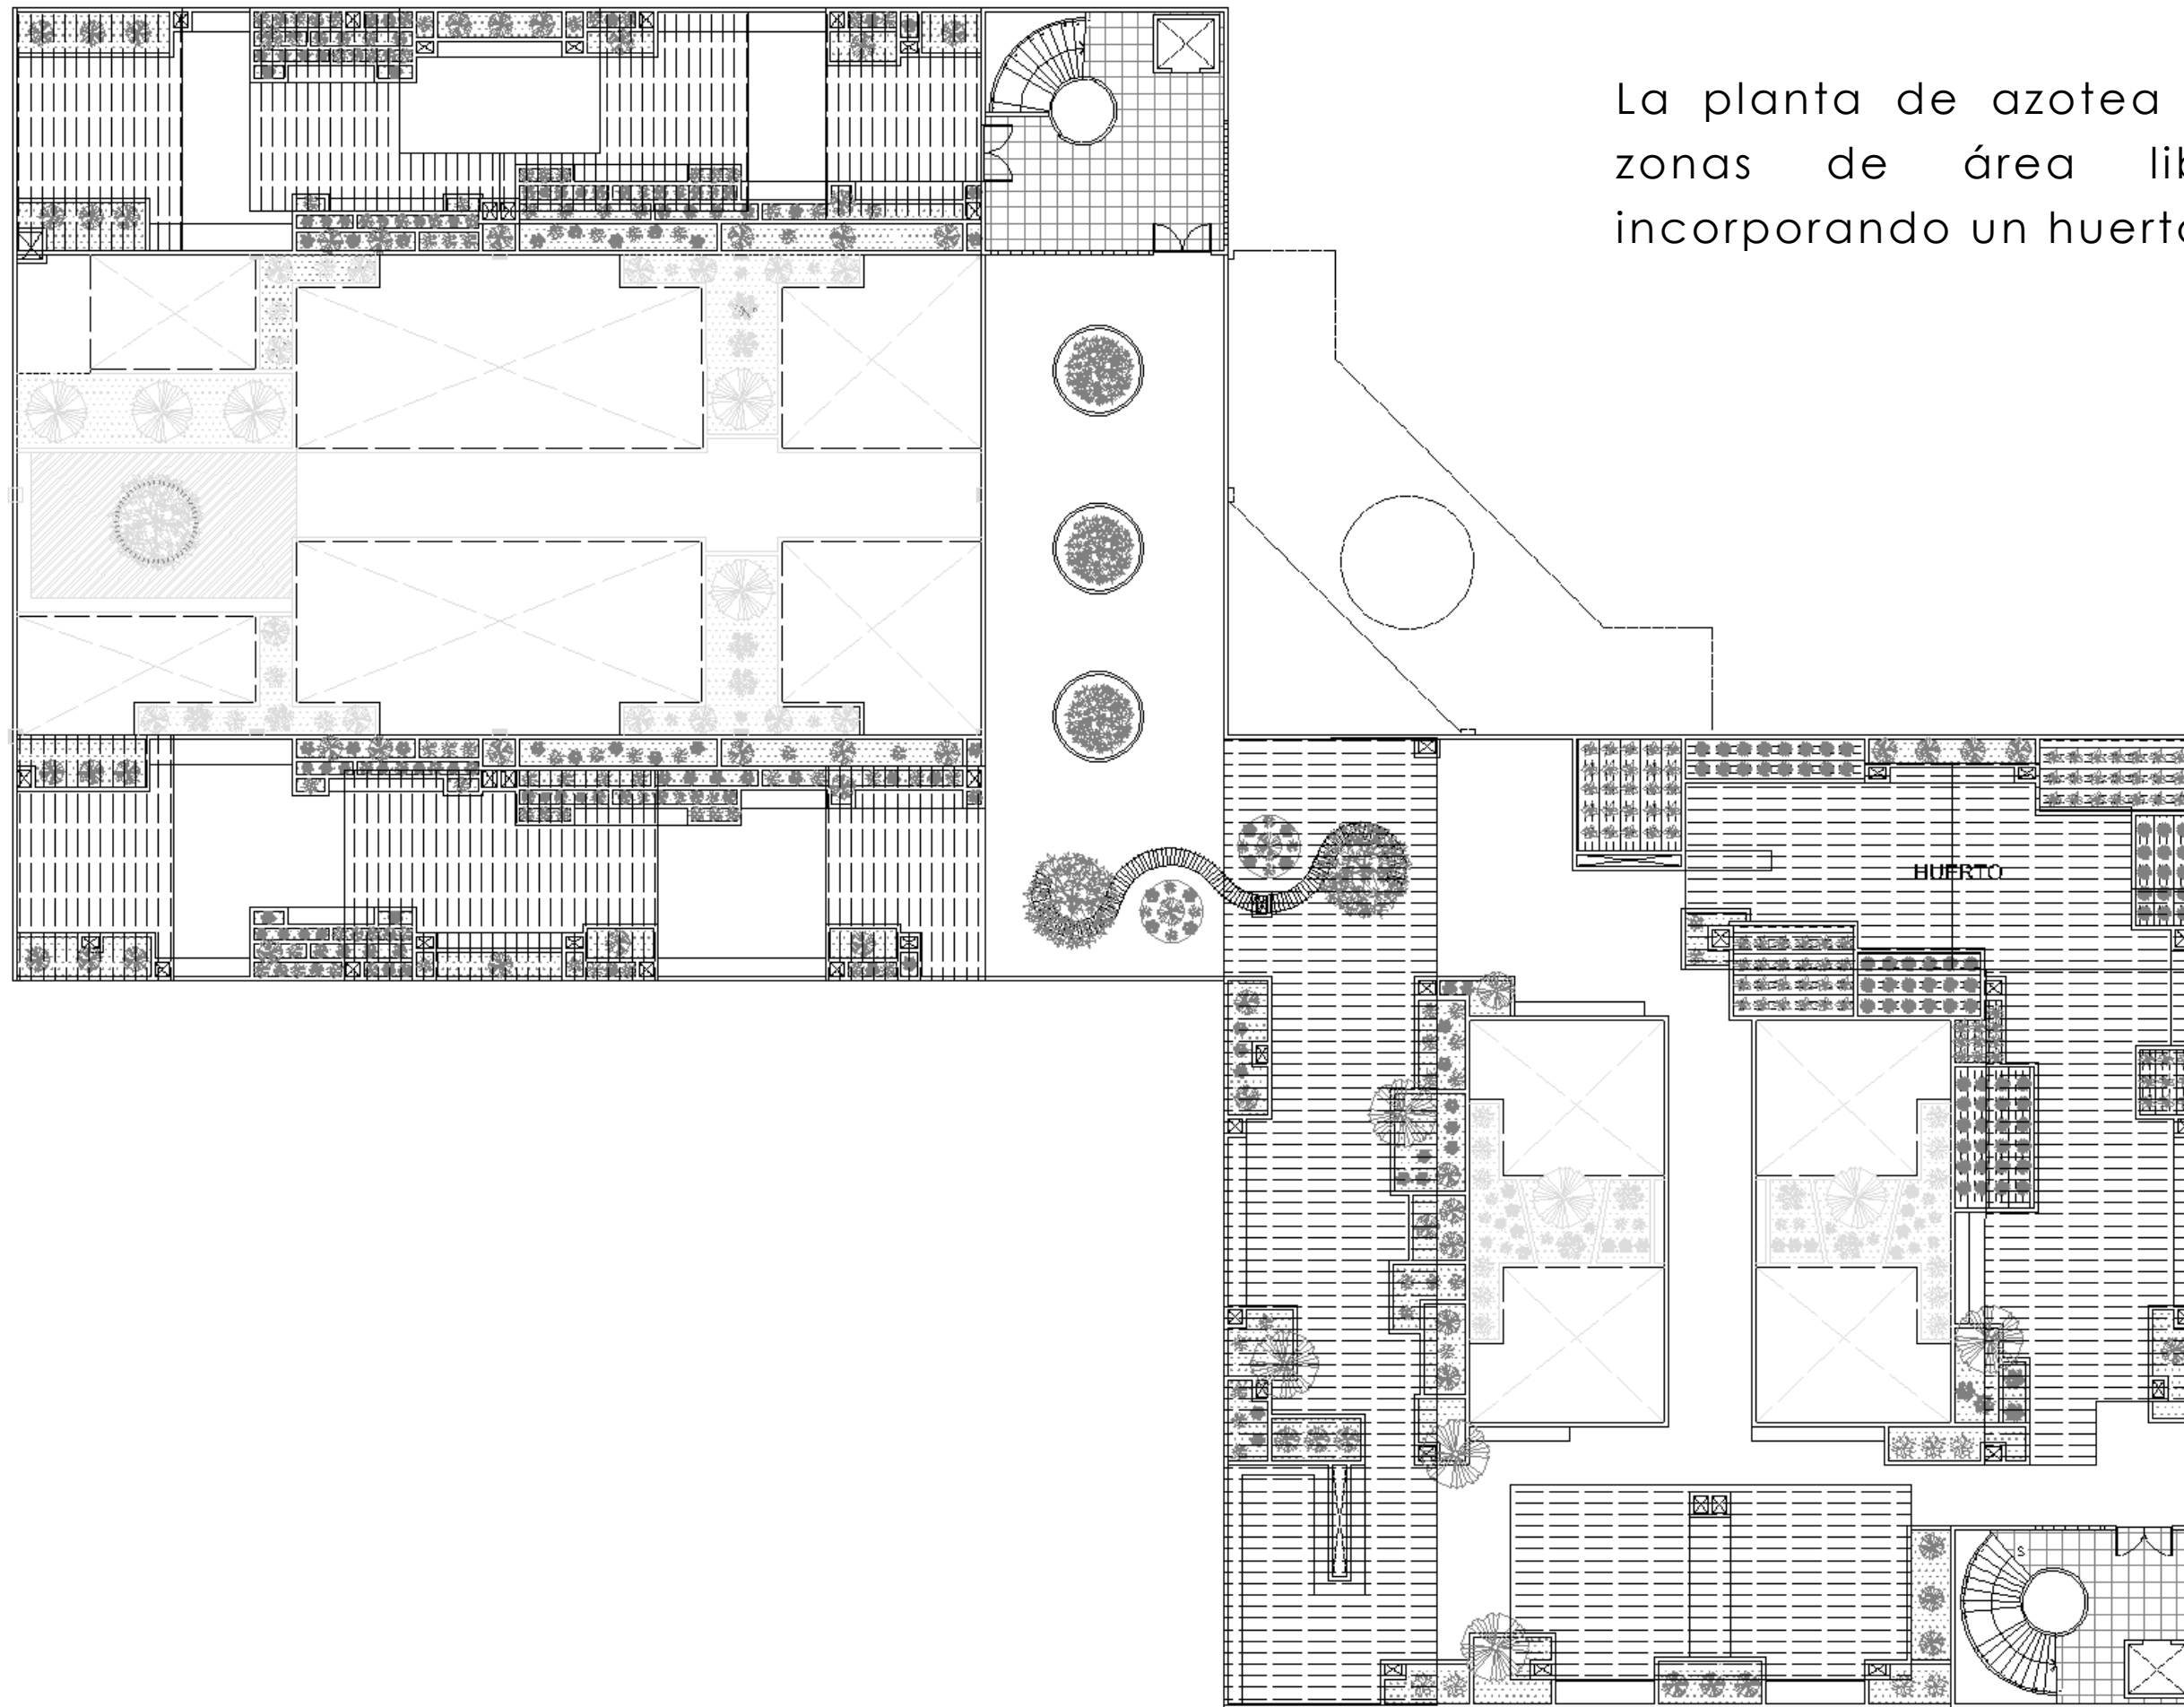 La planta de azotea
zonas de área
incorporando un
HUERTO
S